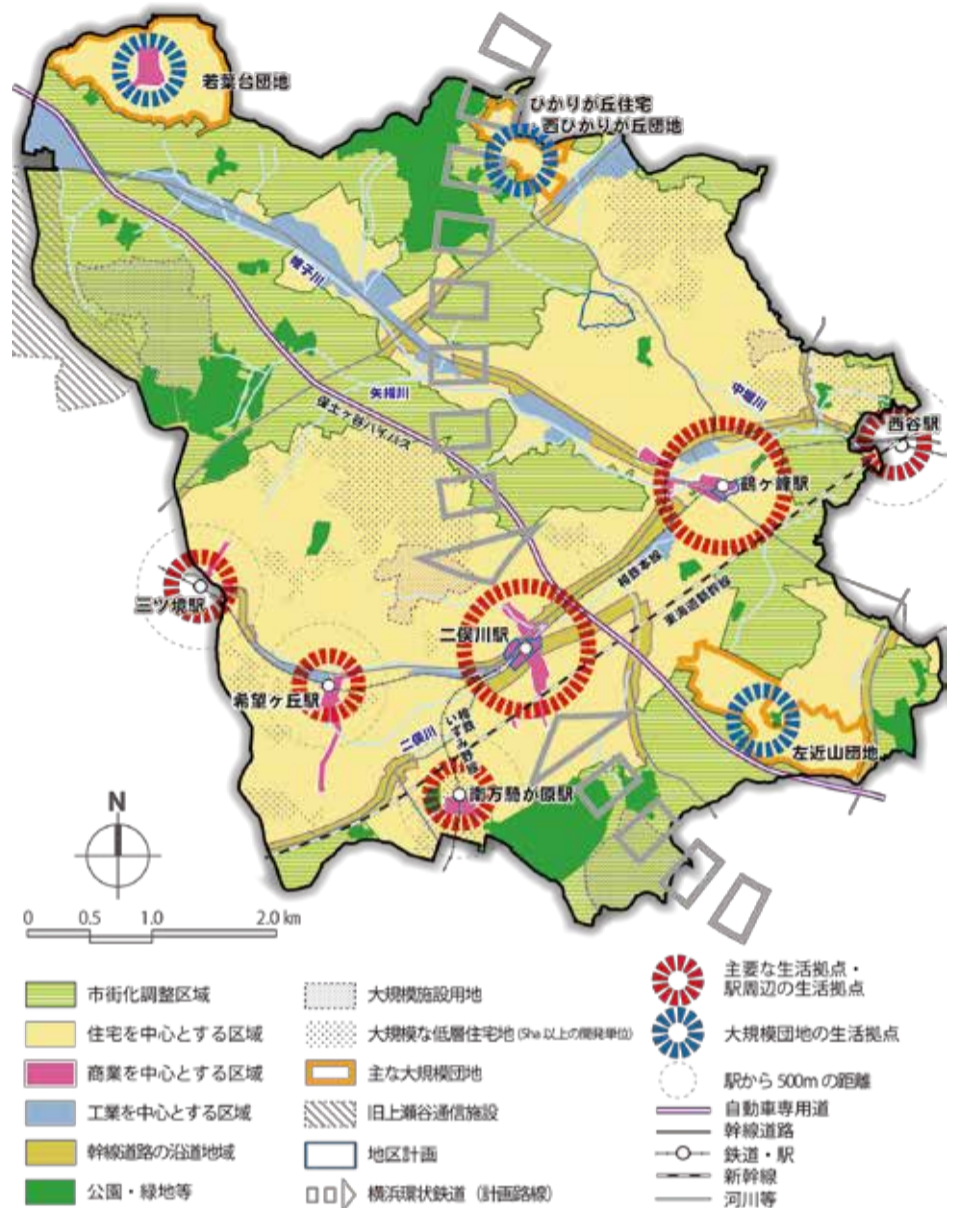 若葉台団地
ひかりが丘住宅
西ひかりが丘団地
帷子川
矢指川
保土ヶ谷バイパス
中堀川
西谷駅
鶴ヶ峰駅
相鉄本線
東海道新幹線
三ツ境駅
二俣川駅
希望ヶ丘駅
二俣川
相鉄
いずみ野線
南万騎が原駅
左近山団地
N
0 0.5 1.0 2.0 km
市街化調整区域
住宅を中心とする区域
商業を中心とする区域
工業を中心とする区域
幹線道路の沿道地域
公園・緑地等
大規模施設用地
大規模な低層住宅地 (5ha 以上の開発単位)
主な大規模団地
旧上瀬谷通信施設
地区計画
横浜環状鉄道（計画路線）
主要な生活拠点・
駅周辺の生活拠点
大規模団地の生活拠点
駅から 500m の距離
自動車専用道
幹線道路
鉄道・駅
新幹線
河川等